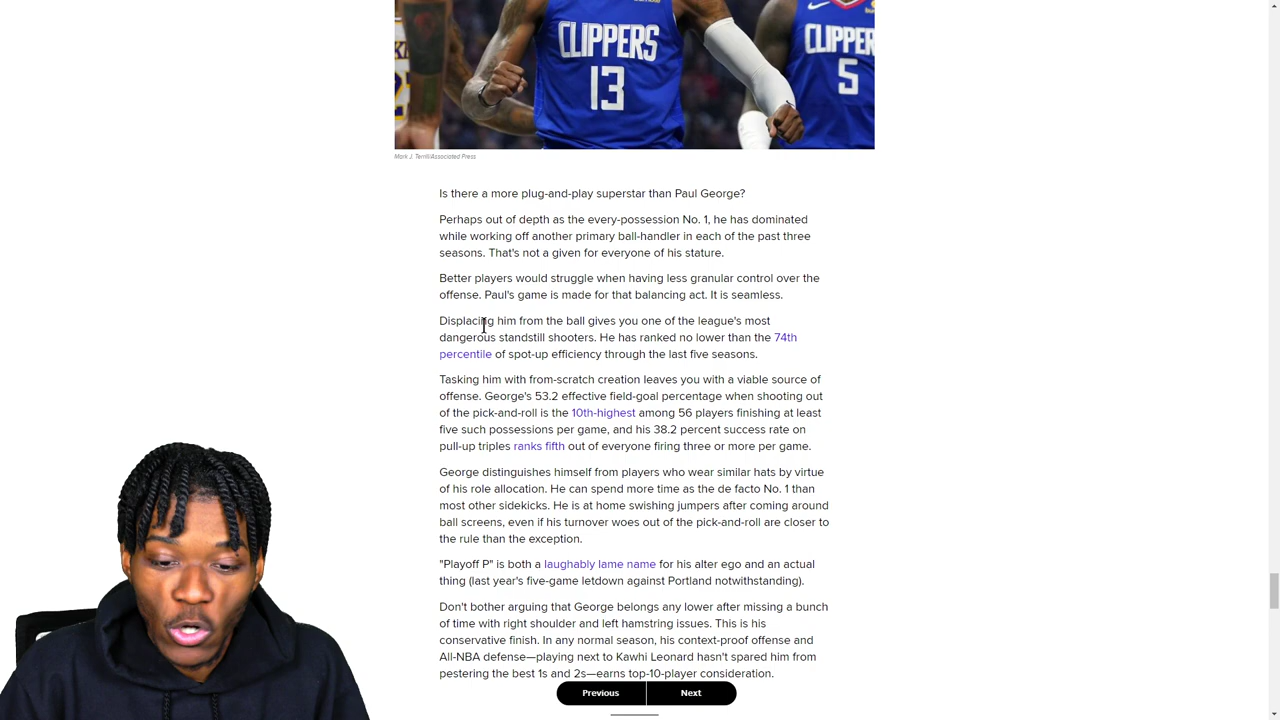 CLIPPERS
13
CLIPPER
5
Mark J. Terrill/Associated Press
Is there a more plug-and-play superstar than Paul George?
Perhaps out of depth as the every-possession No. 1, he has dominated
while working off another primary ball-handler in each of the past three
seasons. That's not a given for everyone of his stature.
Better players would struggle when having less granular control over the
offense. Paul's game is made for that balancing act. It is seamless.
Displacing him from the ball gives you one of the league's most
dangerous standstill shooters. He has ranked no lower than the 74th
percentile of spot-up efficiency through the last five seasons.
Tasking him with from-scratch creation leaves you with a viable source of
offense. George's 53.2 effective field-goal percentage when shooting out
of the pick-and-roll is the 10th-highest among 56 players finishing at least
five such possessions per game, and his 38.2 percent success rate on
pull-up triples ranks fifth out of everyone firing three or more per game.
George distinguishes himself from players who wear similar hats by virtue
of his role allocation. He can spend more time as the de facto No. 1 than
most other sidekicks. He is at home swishing jumpers after coming around
ball screens, even if his turnover woes out of the pick-and-roll are closer to
the rule than the exception.
"Playoff P" is both a laughably lame name for his alter ego and an actual
thing (last year's five-game letdown against Portland notwithstanding).
Don't bother arguing that George belongs any lower after missing a bunch
of time with right shoulder and left hamstring issues. This is his
conservative finish. In any normal season, his context-proof offense and
All-NBA defense—playing next to Kawhi Leonard hasn't spared him from
pestering the best 1s and 2s—earns top-10-player consideration.
Previous
Next